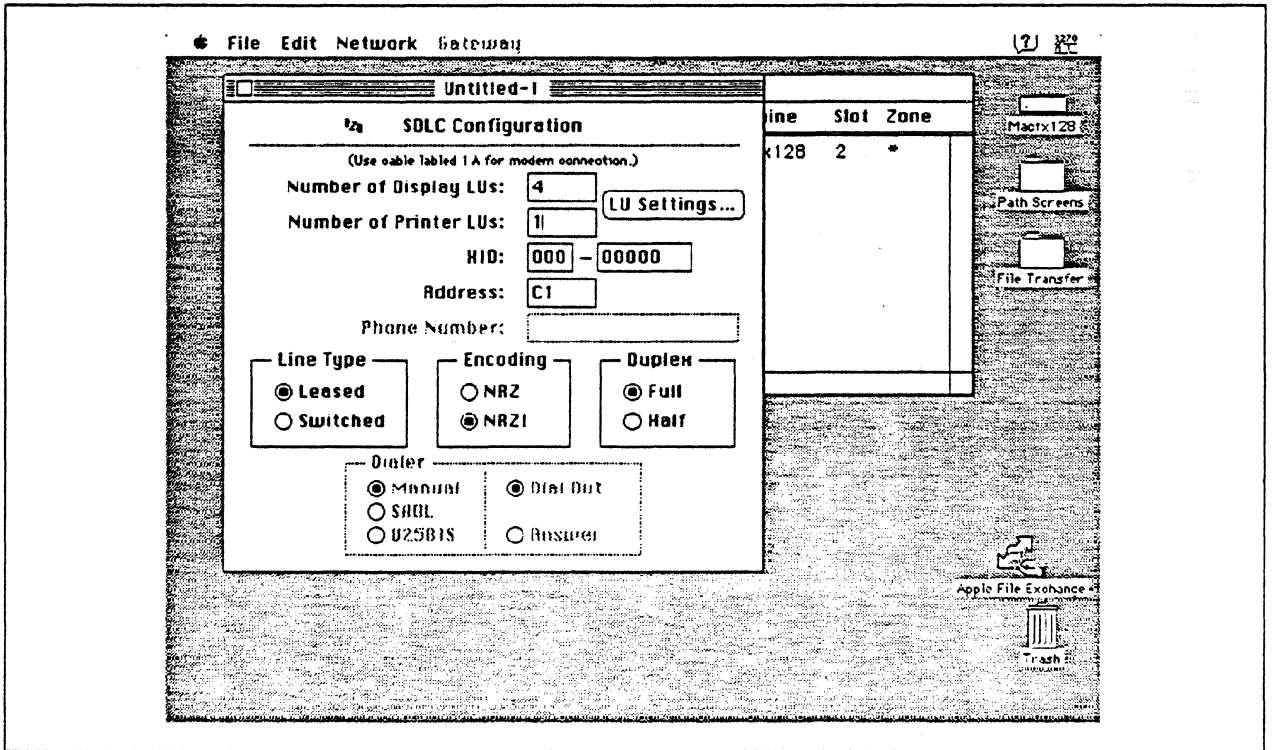 File Edit Network Gateway
Untitled-1
SDLC Configuration
(Use cable labled 1A for modem connection.)
Number of Display LUs: 4
LU Settings...
Number of Printer LUs: 1
XID: 000 – 00000
Address: C1
Phone Number:
Line Type
Leased
Switched
Encoding
NRZ
NRZI
Duplex
Full
Half
Dialer
Manual
SADL
V25BIS
Dial Out
Answer
ine Slot Zone
x128 2 *
3270
Mactx128
Path Screens
File Transfer
Apple File Exchange
Trash